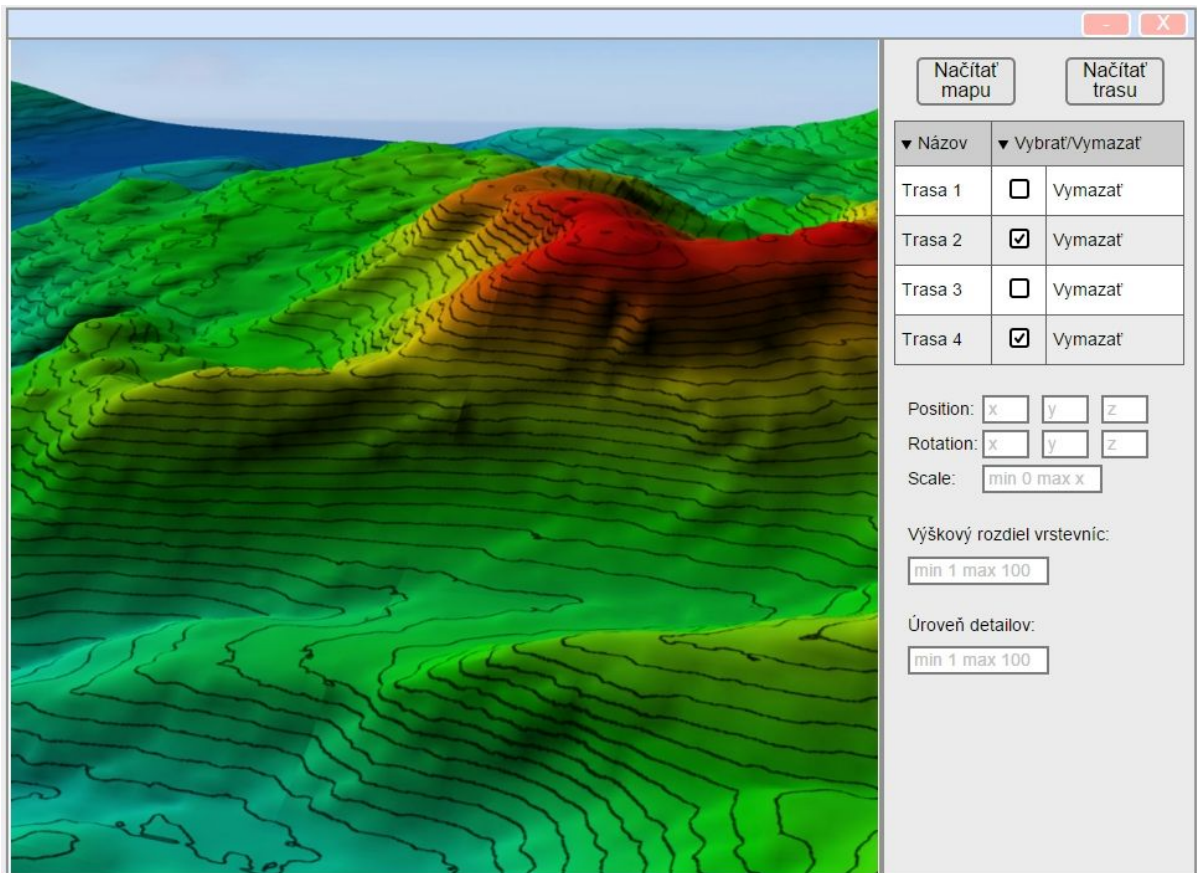 - X
Načítať
mapu
Načítať
trasu
▼ Názov ▼ Vybrať/Vymazať
Trasa 1 Vymazať
Trasa 2 Vymazať
Trasa 3 Vymazať
Trasa 4 Vymazať
Position: x y z
Rotation: x y z
Scale: min 0 max x
Výškový rozdiel vrstevníc:
min 1 max 100
Úroveň detailov:
min 1 max 100